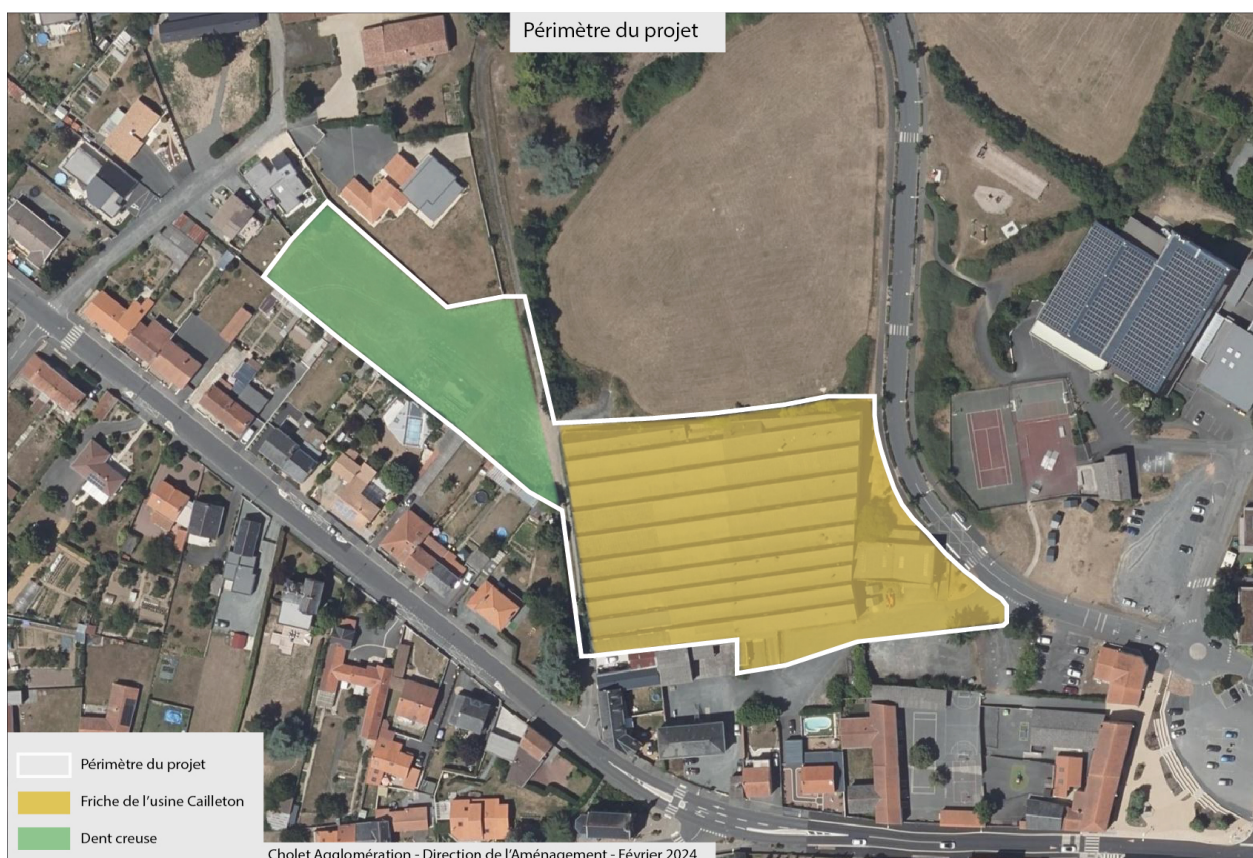 Périmètre du projet
Périmètre du projet
Friche de l'usine Cailleton
Dent creuse
Cholet Agglomération - Direction de l'Aménagement - Février 2024